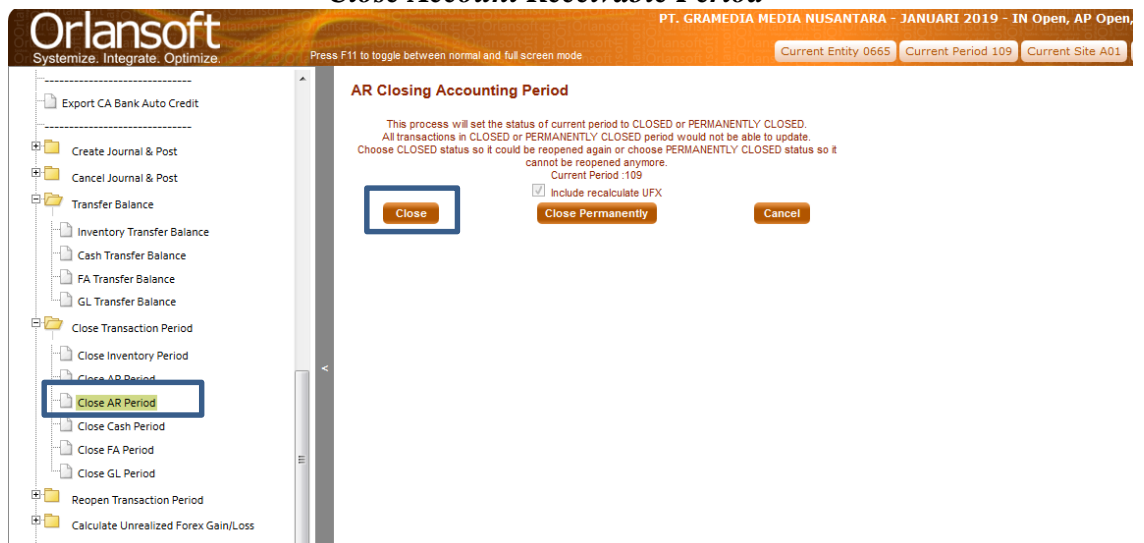 Close Account Receivable Period
Orlansoft
Systemize. Integrate. Optimize.
Press F11 to toggle between normal and full screen mode
PT. GRAMEDIA MEDIA NUSANTARA - JANUARI 2019 - IN Open, AP Open,
Current Entity 0665
Current Period 109
Current Site A01
------------------------------
Export CA Bank Auto Credit
------------------------------
Create Journal & Post
Cancel Journal & Post
Transfer Balance
Inventory Transfer Balance
Cash Transfer Balance
FA Transfer Balance
GL Transfer Balance
Close Transaction Period
Close Inventory Period
Close AP Period
Close AR Period
Close Cash Period
Close FA Period
Close GL Period
Reopen Transaction Period
Calculate Unrealized Forex Gain/Loss
<
AR Closing Accounting Period
This process will set the status of current period to CLOSED or PERMANENTLY CLOSED.
All transactions in CLOSED or PERMANENTLY CLOSED period would not be able to update.
Choose CLOSED status so it could be reopened again or choose PERMANENTLY CLOSED status so it
cannot be reopened anymore.
Current Period :109
Include recalculate UFX
Close
Close Permanently
Cancel